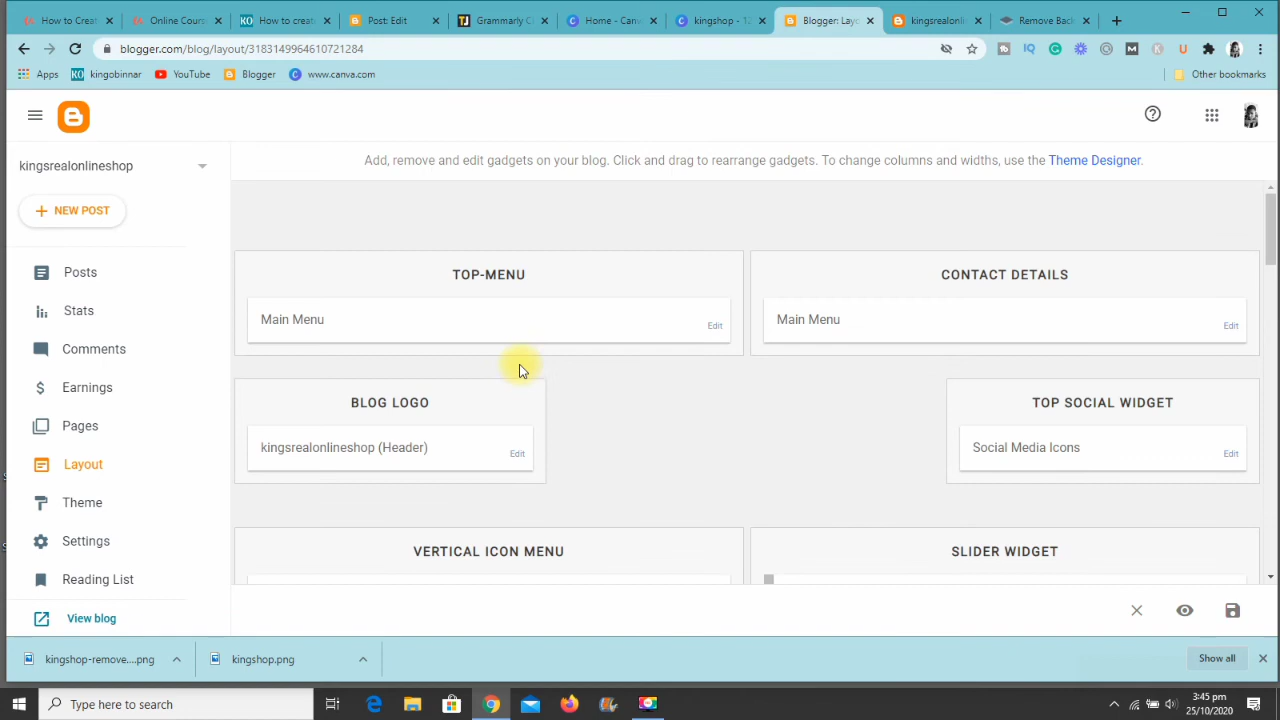 How to Creat
Online Cours
How to create
Post: Edit
Grammarly C
Home - Canv
kingshop - 12
Blogger: Layo
kingsrealonlin
Remove Back
blogger.com/blog/layout/3183149964610721284
Apps
kingobinnar
YouTube
Blogger
www.canva.com
Other bookmarks
kingsrealonlineshop
Add, remove and edit gadgets on your blog. Click and drag to rearrange gadgets. To change columns and widths, use the Theme Designer.
+ NEW POST
Posts
Stats
Comments
Earnings
Pages
Layout
Theme
Settings
Reading List
View blog
TOP-MENU
Main Menu
Edit
CONTACT DETAILS
Main Menu
Edit
BLOG LOGO
kingsrealonlineshop (Header)
Edit
TOP SOCIAL WIDGET
Social Media Icons
Edit
VERTICAL ICON MENU
SLIDER WIDGET
kingshop-remove....png
kingshop.png
Show all
Type here to search
3:45 pm
25/10/2020